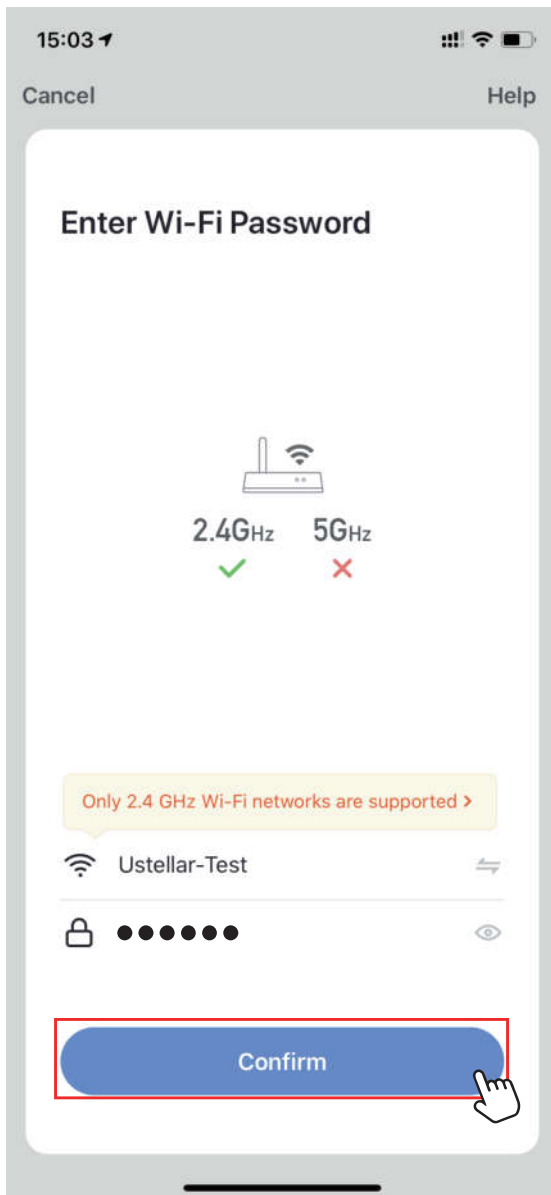 15:03
Cancel Help
Enter Wi-Fi Password
2.4GHz 5GHz
Only 2.4 GHz Wi-Fi networks are supported >
Ustellar-Test
●●●●●●
Confirm